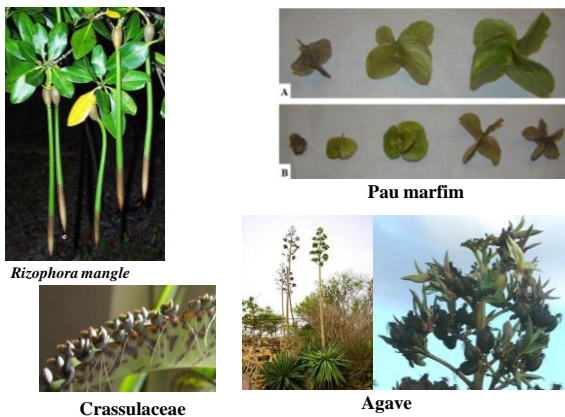 A
B
Pau marfim
Rizophora mangle
Crassulaceae
Agave